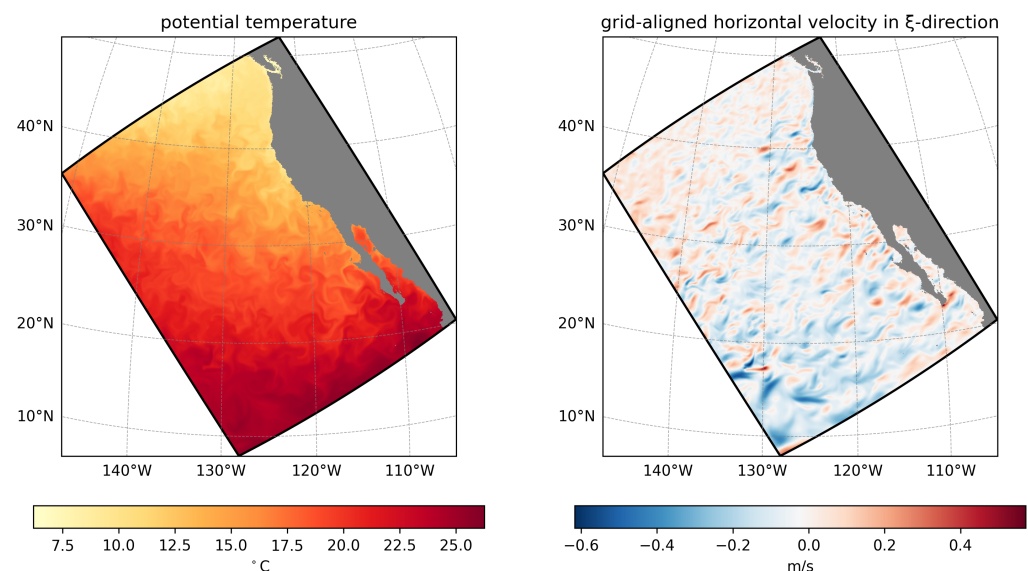 potential temperature
grid-aligned horizontal velocity in ξ-direction
40°N
30°N
20°N
10°N
140°W 130°W 120°W 110°W
40°N
30°N
20°N
10°N
140°W 130°W 120°W 110°W
7.5 10.0 12.5 15.0 17.5 20.0 22.5 25.0
°C
−0.6 −0.4 −0.2 0.0 0.2 0.4
m/s